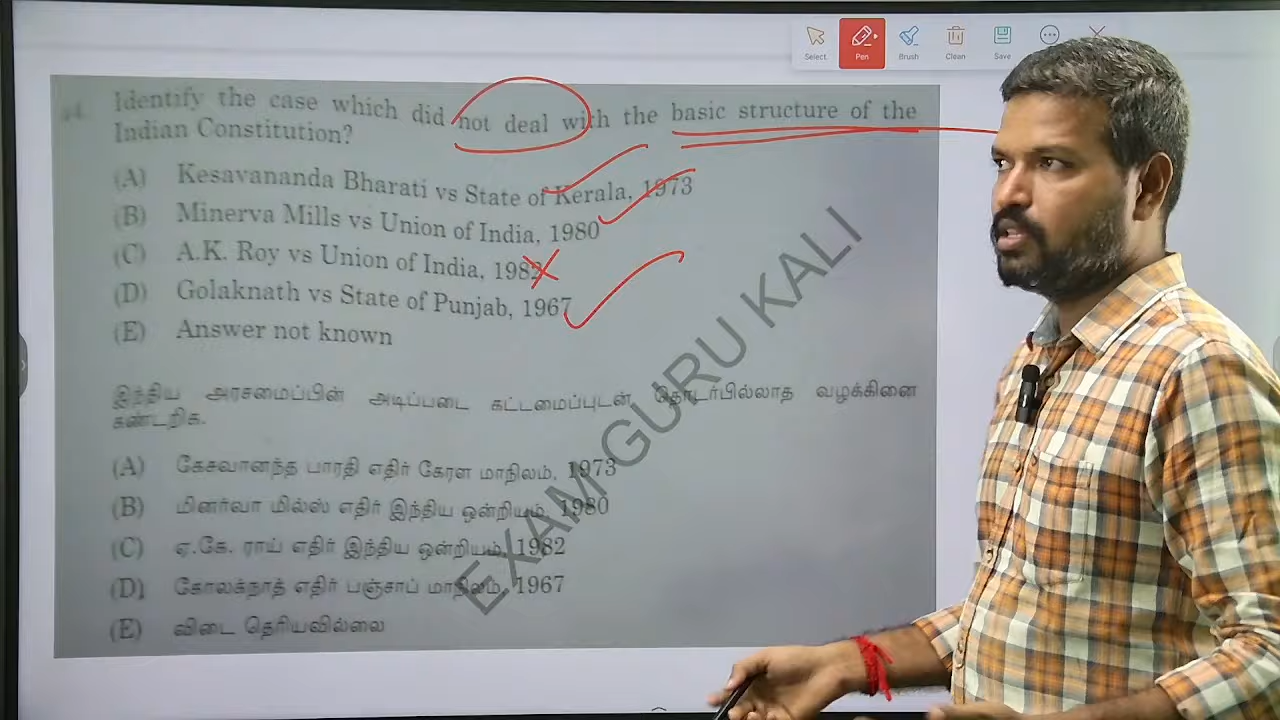 Select
Pen
Brush
Clean
Save
Identify the case which did not deal with the basic structure of the
Indian Constitution?
(A) Kesavananda Bharati vs State of Kerala, 1973
(B) Minerva Mills vs Union of India, 1980
(C) A.K. Roy vs Union of India, 1982
(D) Golaknath vs State of Punjab, 1967
(E) Answer not known
இந்திய அரசமைப்பின் அடிப்படை கட்டமைப்புடன் தொடர்பில்லாத வழக்கினை
கண்டறிக.
(A) கேசவானந்த பாரதி எதிர் கேரள மாநிலம், 1973
(B) மினர்வா மில்ஸ் எதிர் இந்திய ஒன்றியம், 1980
(C) ஏ.கே. ராய் எதிர் இந்திய ஒன்றியம், 1982
(D) கோலக்நாத் எதிர் பஞ்சாப் மாநிலம், 1967
(E) விடை தெரியவில்லை
EXAM GURU KALI